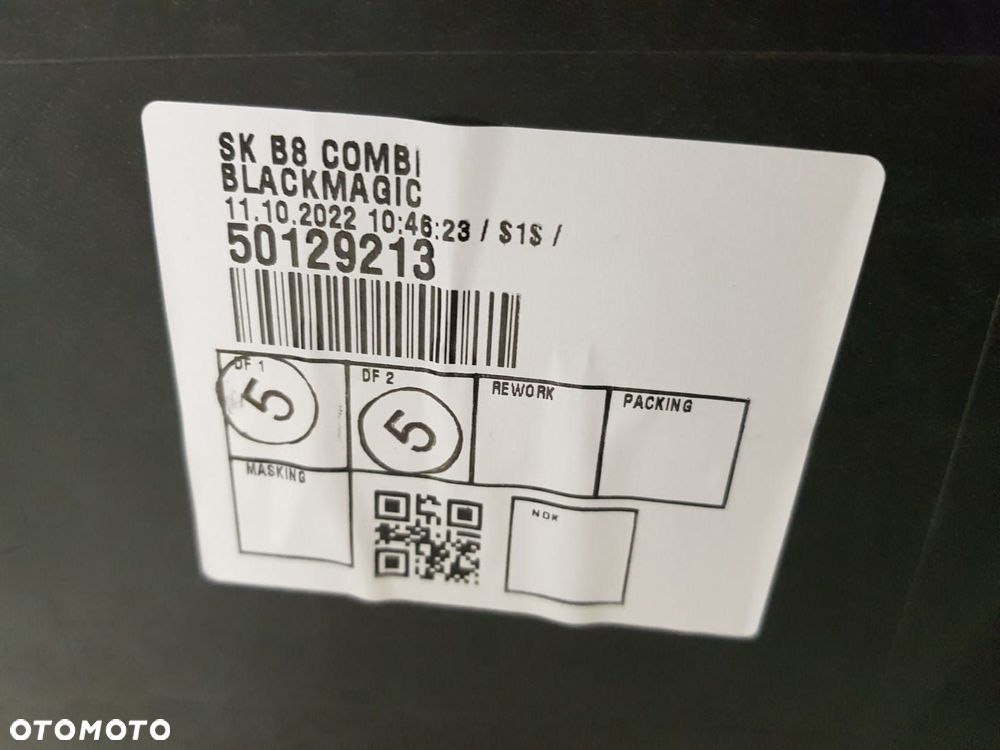 SK B8 COMBI
BLACKMAGIC
11.10.2022 10:46:23 / $1$ /
50129213
DF 1
5
DF 2
5
REWORK
PACKING
MASKING
NOK
OTOMOTO